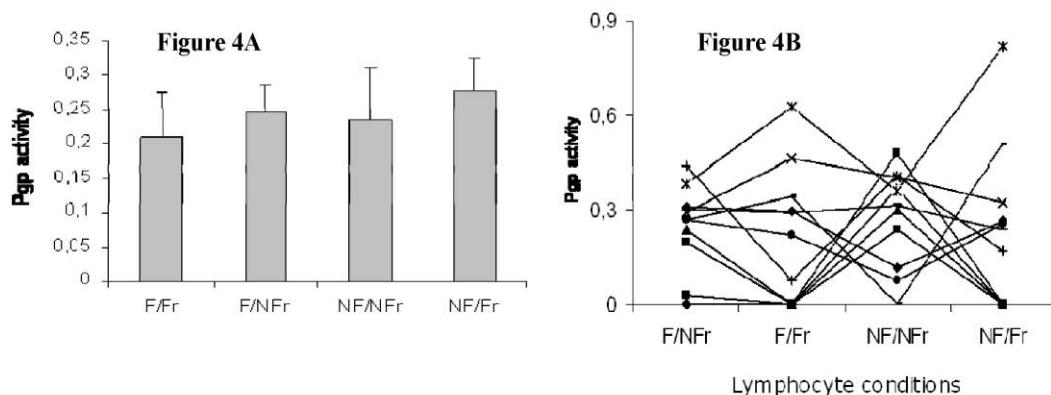 Figure 4A
Pgp activity
0,35
0,3
0,25
0,2
0,15
0,1
0,05
0
F/Fr F/NFr NF/NFr NF/Fr
Figure 4B
Pgp activity
0,9
0,6
0,3
0
F/NFr F/Fr NF/NFr NF/Fr
Lymphocyte conditions